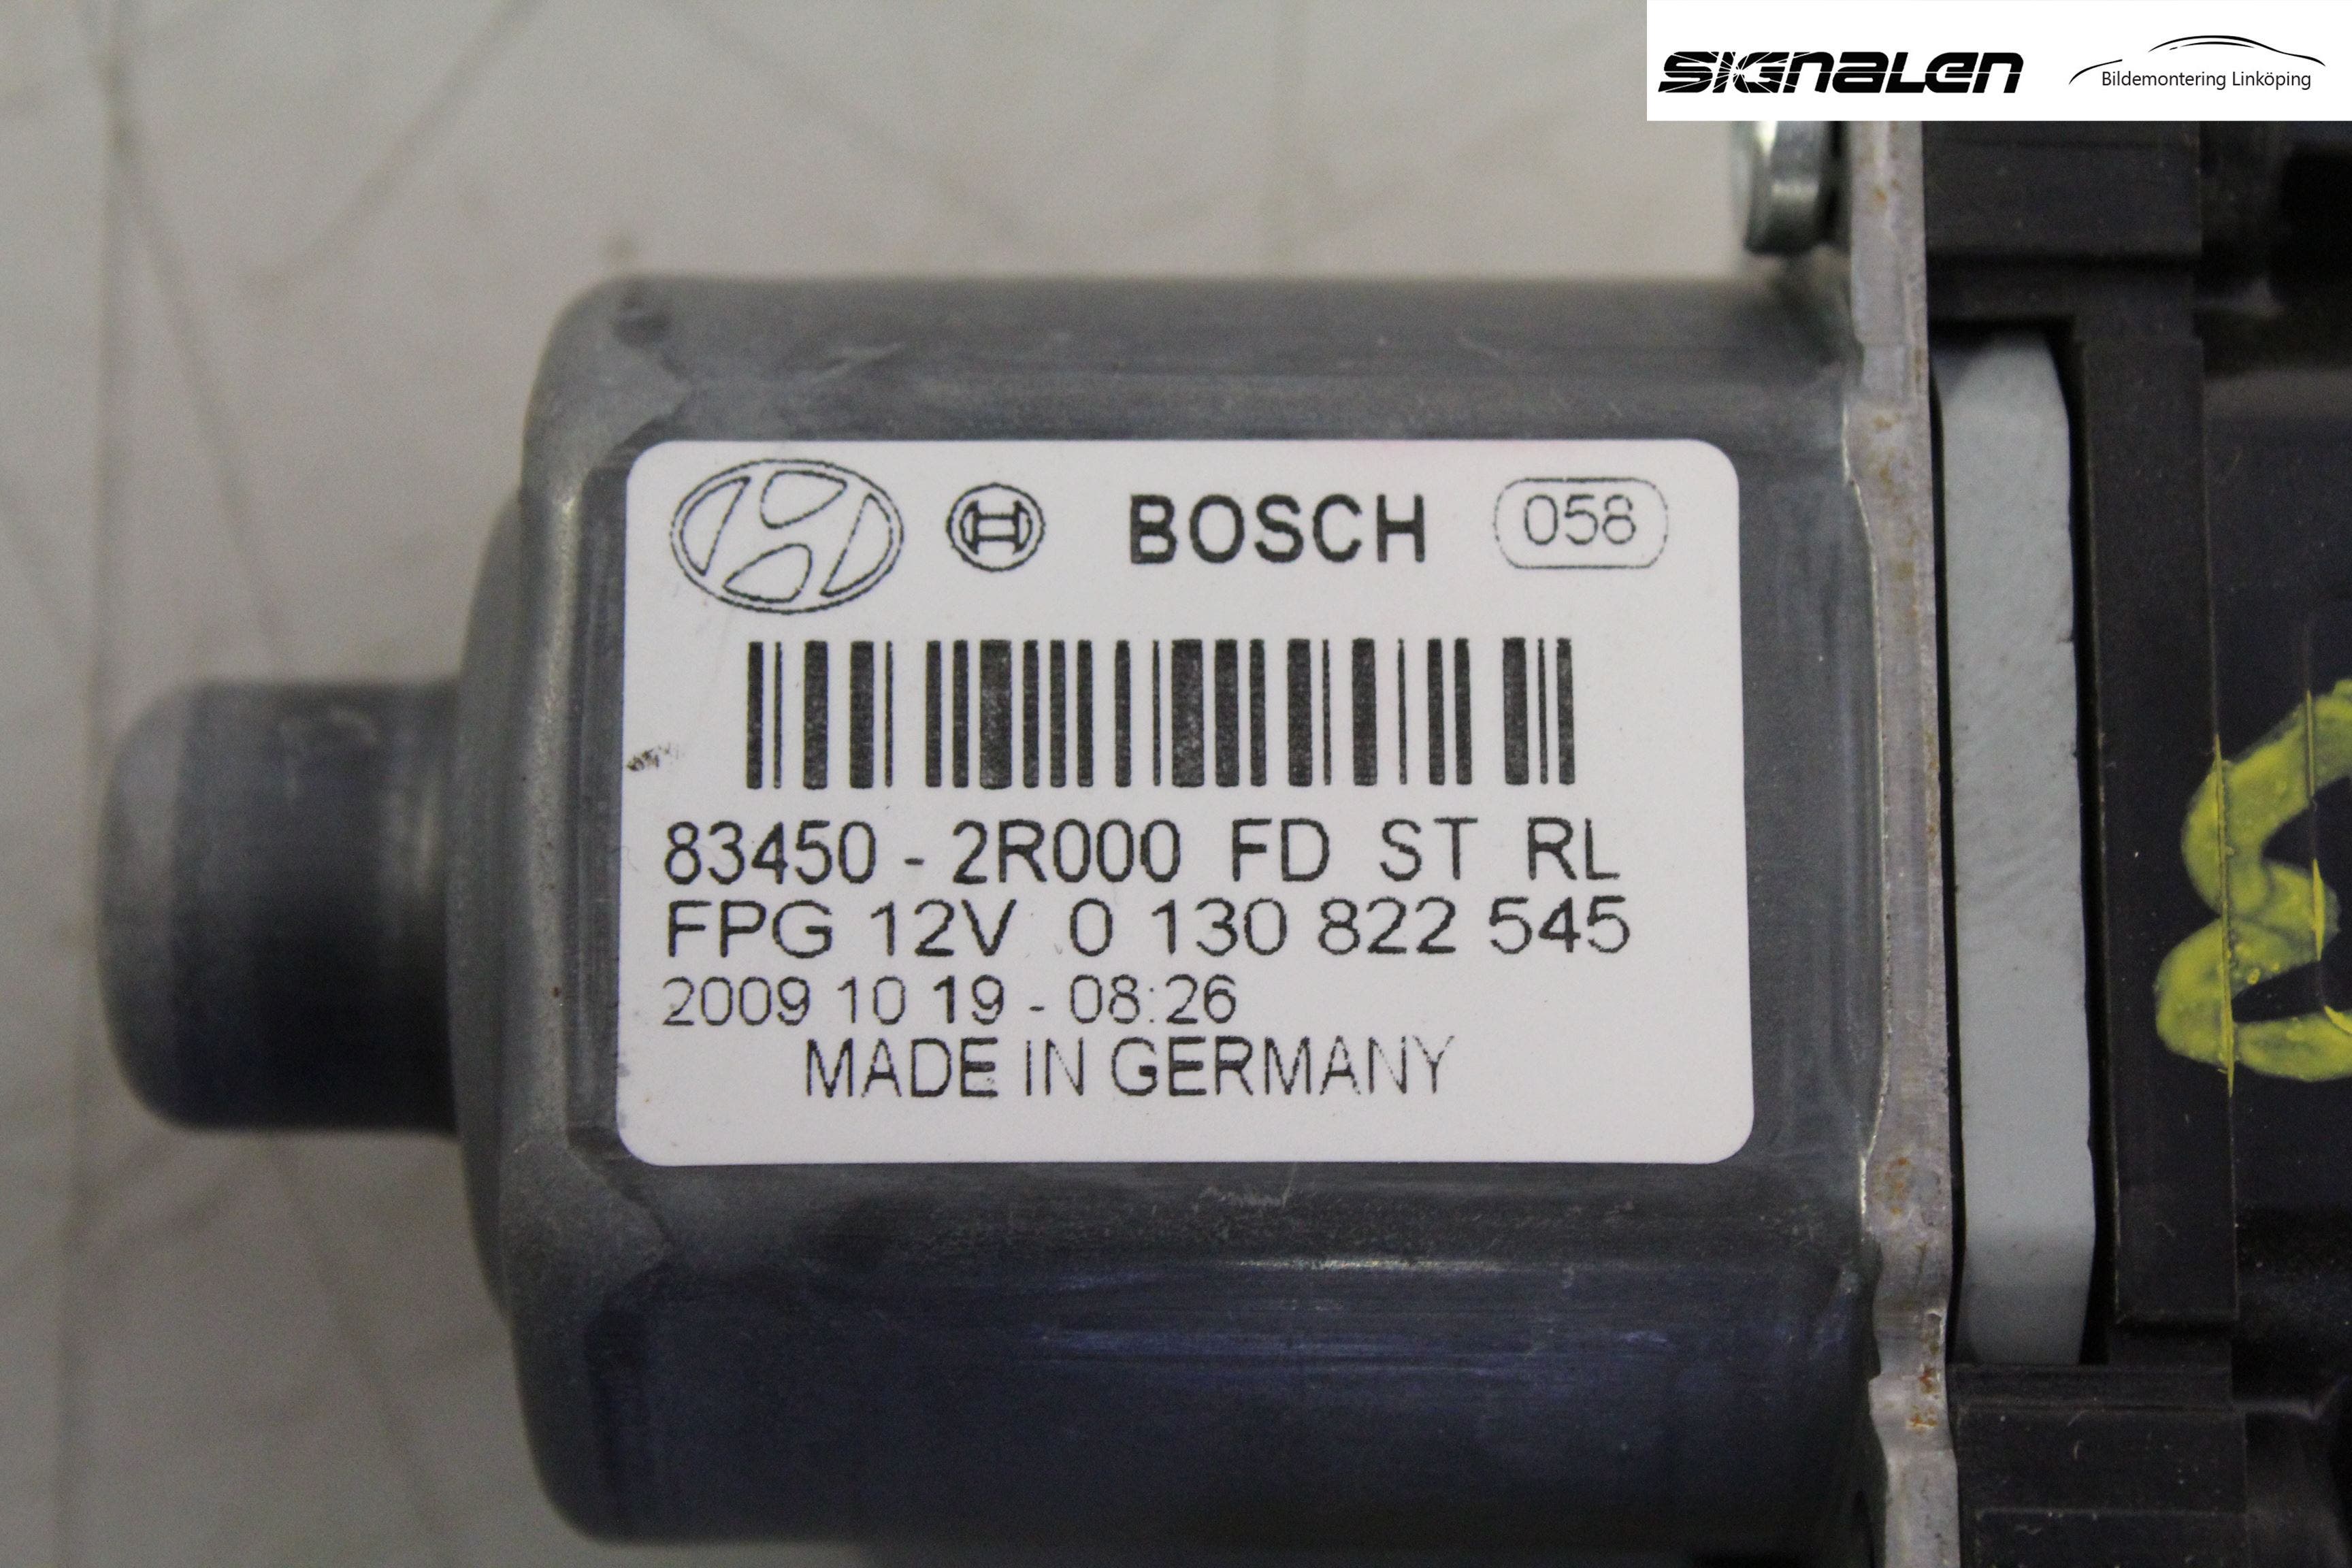 SIGNALEN
Bildemontering Linköping
BOSCH 058
83450 - 2R000 FD ST RL
FPG 12V 0 130 822 545
2009 10 19 - 08:26
MADE IN GERMANY